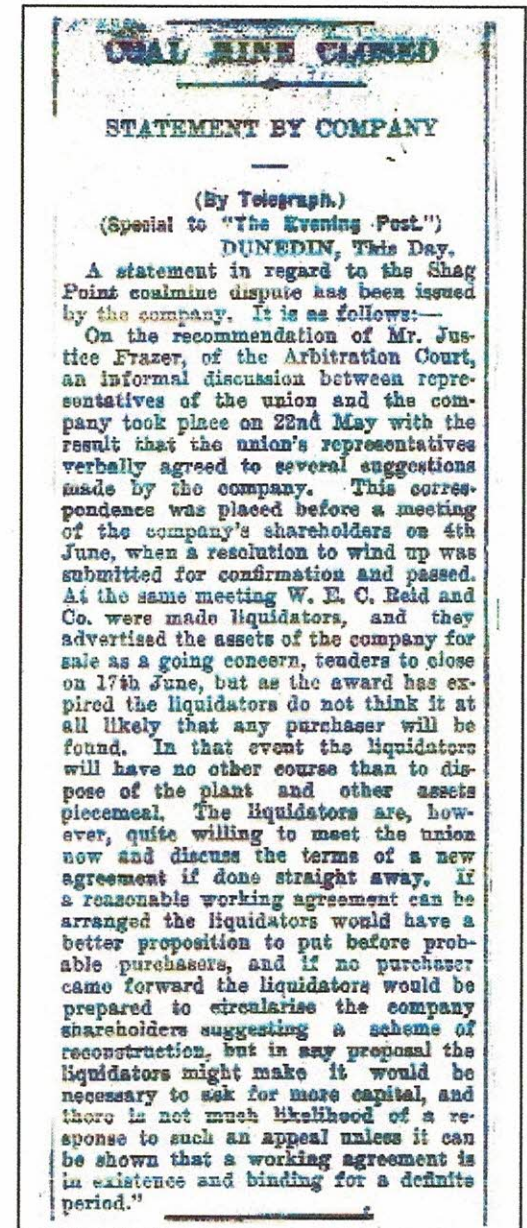 COAL MINE CLOSED
STATEMENT BY COMPANY
(By Telegraph.)
(Special to "The Evening Post.")
DUNEDIN, This Day.
A statement in regard to the Shag
Point coalmine dispute has been issued
by the company. It is as follows:—
On the recommendation of Mr. Jus-
tice Frazer, of the Arbitration Court,
an informal discussion between repre-
sentatives of the union and the com-
pany took place on 22nd May with the
result that the union's representatives
verbally agreed to several suggestions
made by the company. This corres-
pondence was placed before a meeting
of the company's shareholders on 4th
June, when a resolution to wind up was
submitted for confirmation and passed.
At the same meeting W. E. C. Reid and
Co. were made liquidators, and they
advertised the assets of the company for
sale as a going concern, tenders to close
on 17th June, but as the award has ex-
pired the liquidators do not think it at
all likely that any purchaser will be
found. In that event the liquidators
will have no other course than to dis-
pose of the plant and other assets
piecemeal. The liquidators are, how-
ever, quite willing to meet the union
now and discuss the terms of a new
agreement if done straight away. If
a reasonable working agreement can be
arranged the liquidators would have a
better proposition to put before prob-
able purchasers, and if no purchaser
came forward the liquidators would be
prepared to circularise the company
shareholders suggesting a scheme of
reconstruction, but in any proposal the
liquidators might make it would be
necessary to ask for more capital, and
there is not much likelihood of a re-
sponse to such an appeal unless it can
be shown that a working agreement is
in existence and binding for a definite
period."